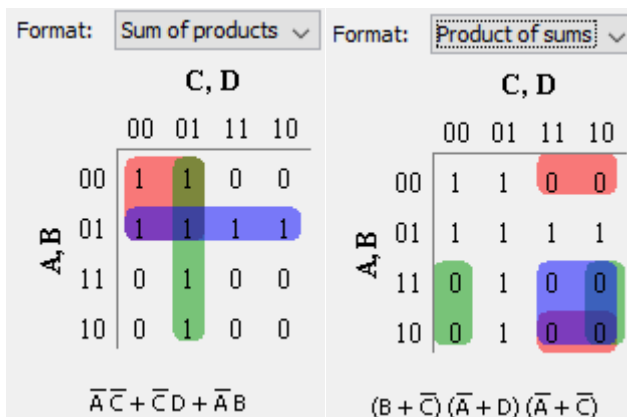 Format: Sum of products
C, D
00 01 11 10
00 1 1 0 0
A, B
01 1 1 1 1
11 0 1 0 0
10 0 1 0 0
A̅ C̅ + C̅ D + A̅ B
Format: Product of sums
C, D
00 01 11 10
00 1 1 0 0
A, B
01 1 1 1 1
11 0 1 0 0
10 0 1 0 0
(B + C̅) (A̅ + D) (A̅ + C̅)